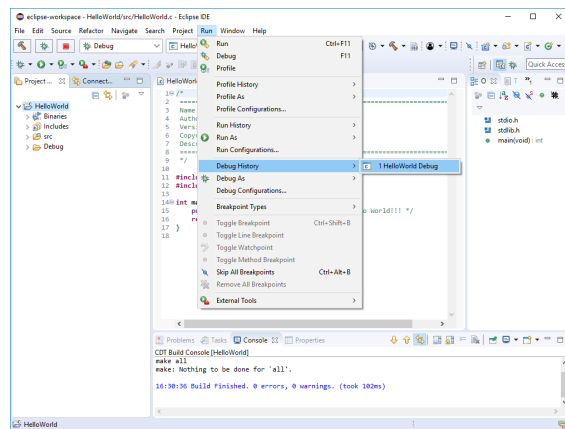 eclipse-workspace - HelloWorld/src/HelloWorld.c - Eclipse IDE
File Edit Source Refactor Navigate Search Project Run Window Help
Debug
Hello
Quick Acces
Project...
Connect...
HelloWorld
Binaries
Includes
src
Debug
HelloWorl
1 /*
2 ====
3 Name
4 Autho
5 Versi
6 Copy
7 Descr
8 ====
9 */
10
11 #inclu
12 #inclu
13
14 int ma
15 pu
o World!!! */
16 re
17 }
18
Run Ctrl+F11
Debug F11
Profile
Profile History
Profile As
Profile Configurations...
Run History
Run As
Run Configurations...
Debug History
1 HelloWorld Debug
Debug As
Debug Configurations...
Breakpoint Types
Toggle Breakpoint Ctrl+Shift+B
Toggle Line Breakpoint
Toggle Watchpoint
Toggle Method Breakpoint
Skip All Breakpoints Ctrl+Alt+B
Remove All Breakpoints
External Tools
stdio.h
stdlib.h
main(void) : int
Problems Tasks Console Properties
CDT Build Console [HelloWorld]
make all
make: Nothing to be done for 'all'.
16:30:36 Build Finished. 0 errors, 0 warnings. (took 102ms)
HelloWorld